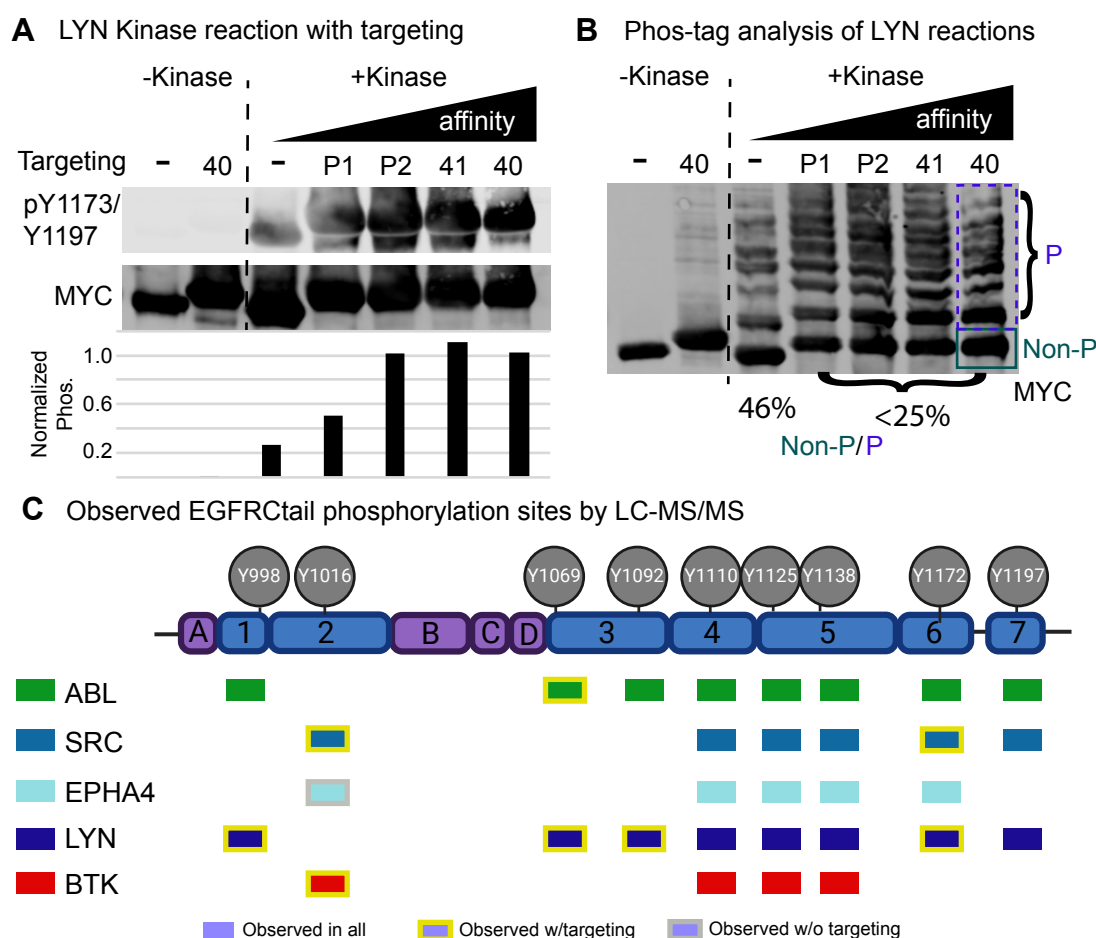 A LYN Kinase reaction with targeting
-Kinase +Kinase
affinity
Targeting - 40 - P1 P2 41 40
pY1173/
Y1197
MYC
Normalized
Phos.
1.0
0.6
0.2
B Phos-tag analysis of LYN reactions
-Kinase +Kinase
affinity
- 40 - P1 P2 41 40
P
Non-P
MYC
46% <25%
Non-P/P
C Observed EGFRCtail phosphorylation sites by LC-MS/MS
Y998 Y1016 Y1069 Y1092 Y1110 Y1125 Y1138 Y1172 Y1197
A 1 2 B C D 3 4 5 6 7
ABL
SRC
EPHA4
LYN
BTK
Observed in all Observed w/targeting Observed w/o targeting